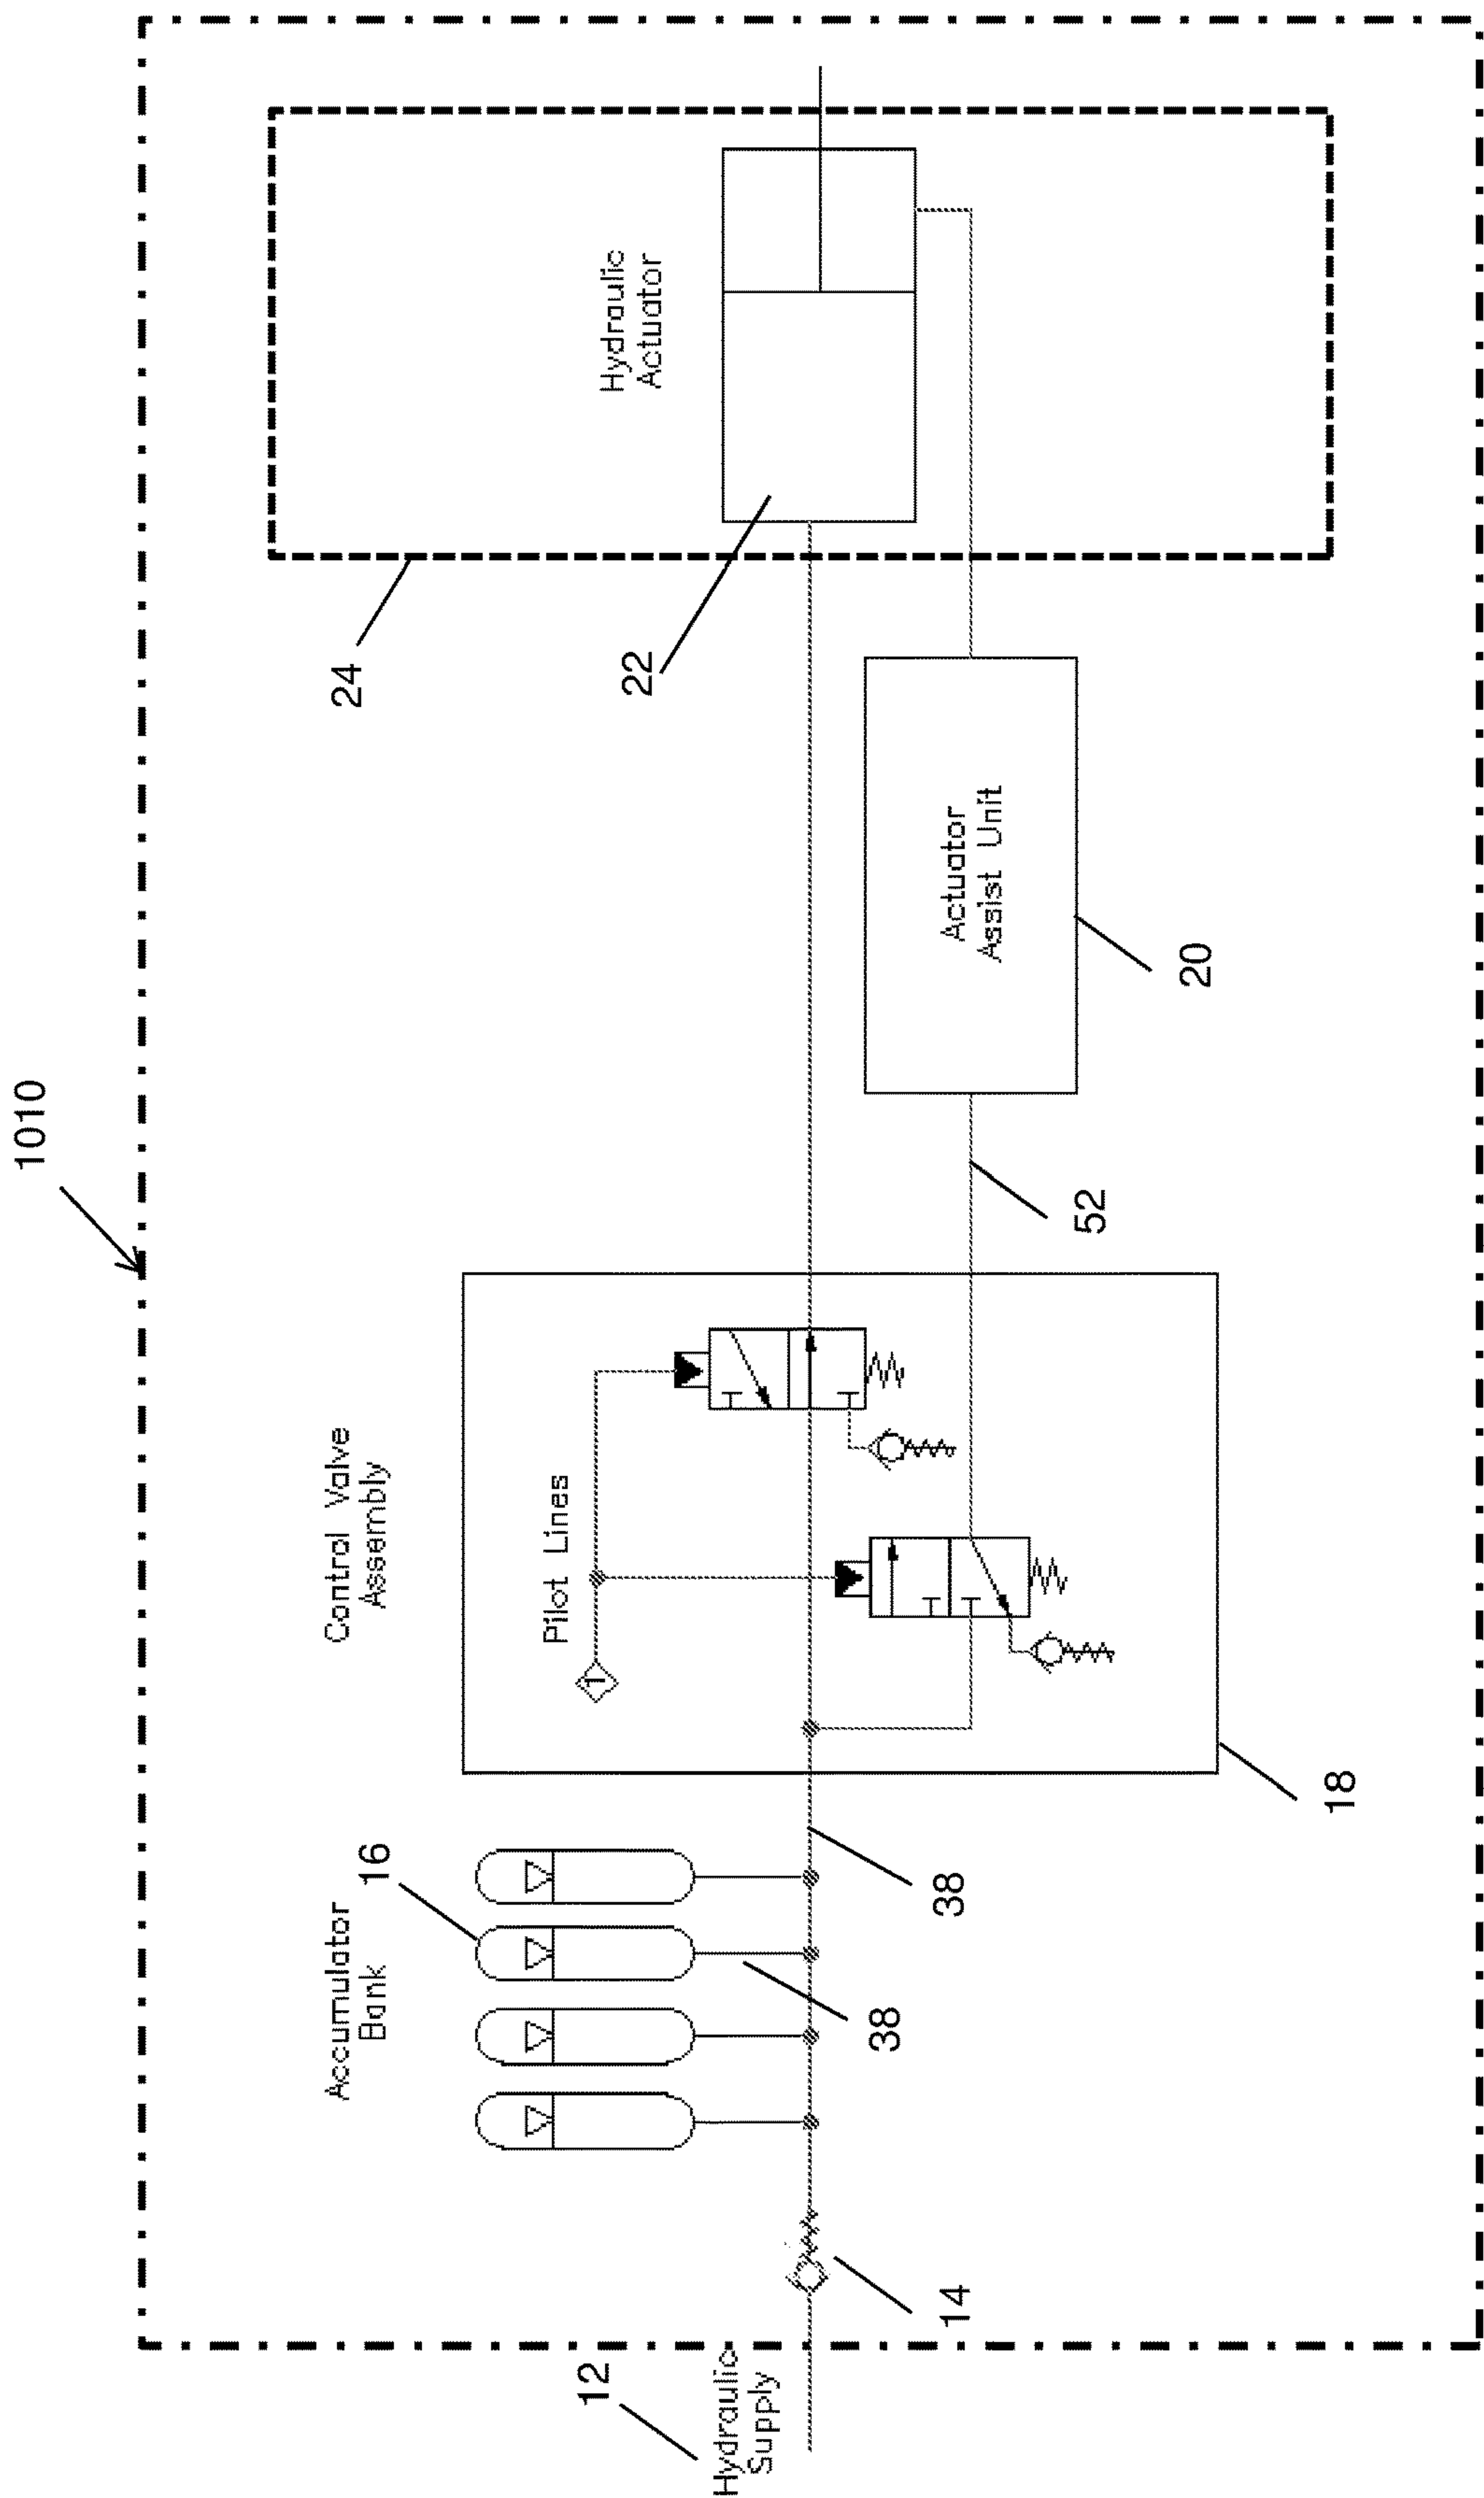 1010
Hydraulic
Supply
12
14
Accumulator
Bank
16
38
38
Control Valve
Assembly
Pilot Lines
1
18
52
Actuator
Assist Unit
20
22
24
Hydraulic
Actuator